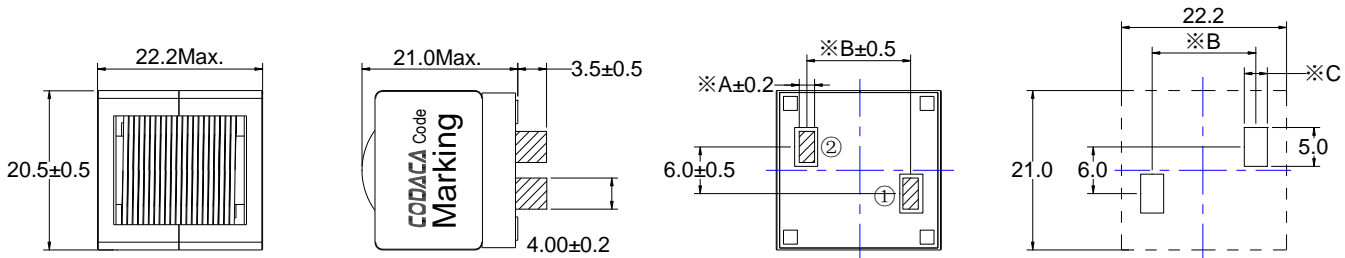 22.2Max.
20.5±0.5
21.0Max.
3.5±0.5
CODACA Code
Marking
4.00±0.2
※B±0.5
※A±0.2
②
6.0±0.5
①
22.2
※B
※C
5.0
6.0
21.0